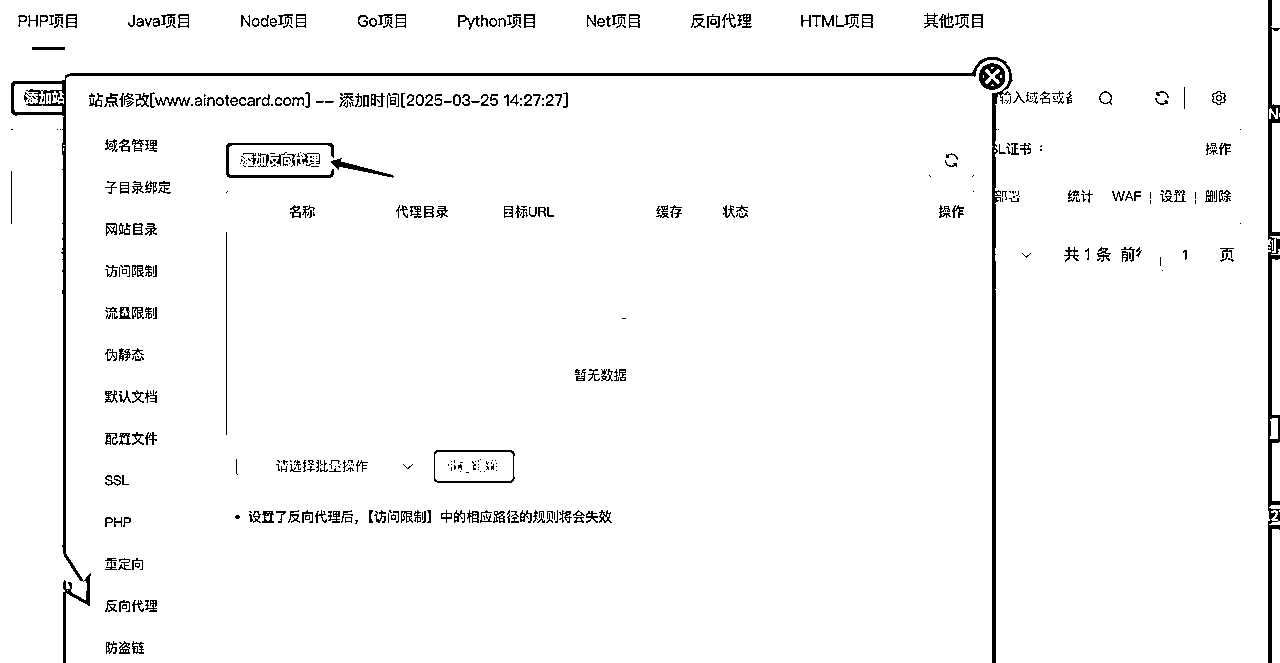 PHP项目 Java项目 Node项目 Go项目 Python项目 Net项目 反向代理 HTML项目 其他项目
添加站
站点修改[www.ainotecard.com] -- 添加时间[2025-03-25 14:27:27]
输入域名或备
域名管理
添加反向代理
SL证书 操作
子目录绑定
部署 统计 WAF | 设置 | 删除
名称 代理目录 目标URL 缓存 状态 操作
网站目录
共 1 条 前 1 页
访问限制
流量限制
伪静态
暂无数据
默认文档
配置文件
请选择批量操作
SSL
• 设置了反向代理后,【访问限制】中的相应路径的规则将会失效
PHP
重定向
反向代理
防盗链